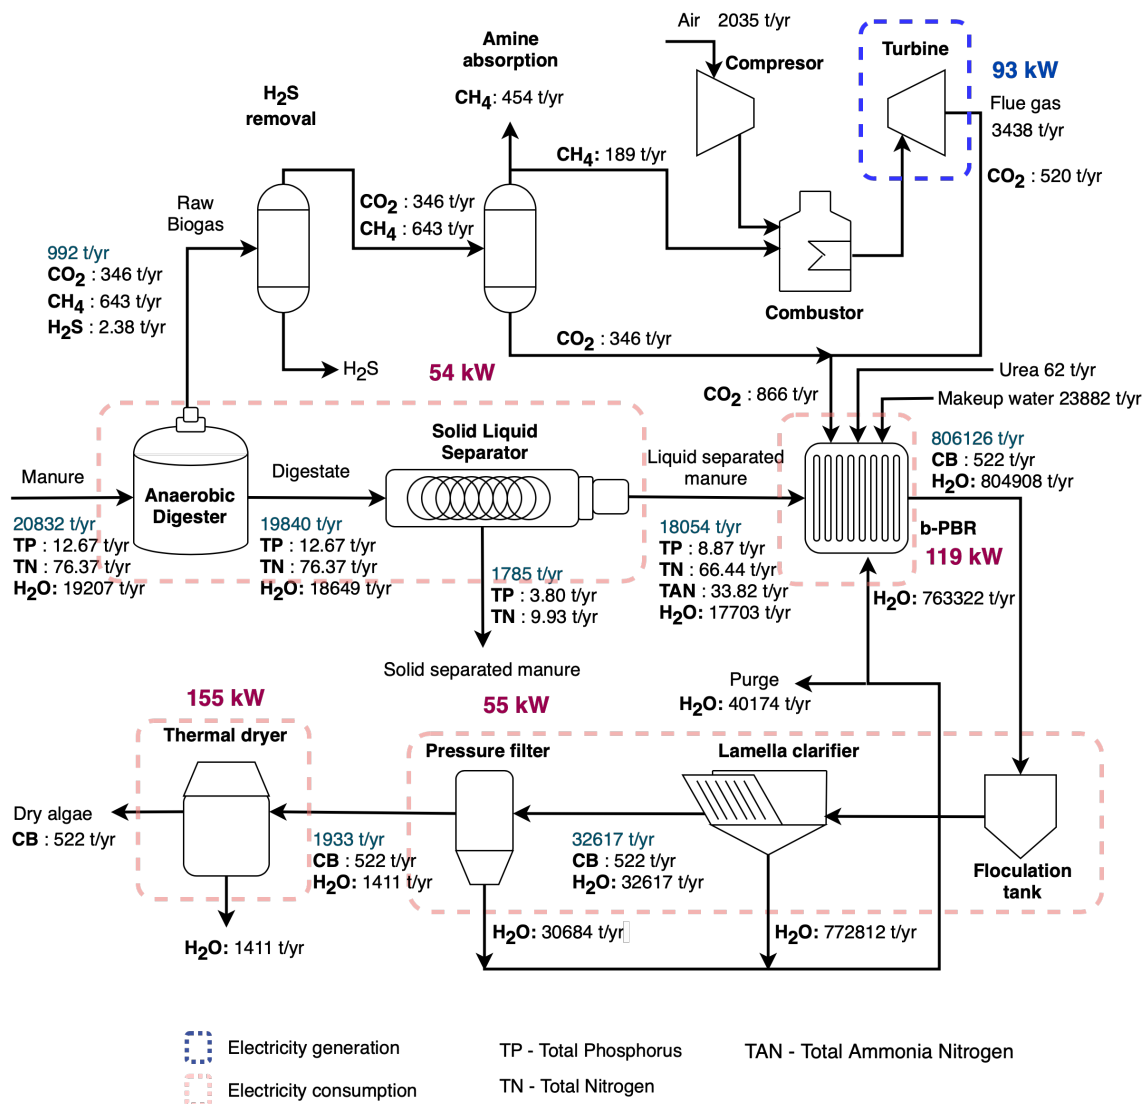 Air 2035 t/yr
Compresor
Turbine
93 kW
Flue gas
3438 t/yr
CO2 : 520 t/yr
Amine
absorption
CH4: 454 t/yr
H2S
removal
CH4: 189 t/yr
Raw
Biogas
CO2 : 346 t/yr
CH4 : 643 t/yr
992 t/yr
CO2 : 346 t/yr
CH4 : 643 t/yr
H2S : 2.38 t/yr
Combustor
CO2 : 346 t/yr
H2S
54 kW
CO2 : 866 t/yr
Urea 62 t/yr
Makeup water 23882 t/yr
Manure
Anaerobic
Digester
Digestate
Solid Liquid
Separator
Liquid separated
manure
806126 t/yr
CB : 522 t/yr
H2O: 804908 t/yr
b-PBR
119 kW
20832 t/yr
TP : 12.67 t/yr
TN : 76.37 t/yr
H2O: 19207 t/yr
19840 t/yr
TP : 12.67 t/yr
TN : 76.37 t/yr
H2O: 18649 t/yr
1785 t/yr
TP : 3.80 t/yr
TN : 9.93 t/yr
18054 t/yr
TP : 8.87 t/yr
TN : 66.44 t/yr
TAN : 33.82 t/yr
H2O: 17703 t/yr
H2O: 763322 t/yr
Solid separated manure
Purge
H2O: 40174 t/yr
155 kW
55 kW
Thermal dryer
Pressure filter
Lamella clarifier
Dry algae
CB : 522 t/yr
1933 t/yr
CB : 522 t/yr
H2O: 1411 t/yr
32617 t/yr
CB : 522 t/yr
H2O: 32617 t/yr
Floculation
tank
H2O: 1411 t/yr
H2O: 30684 t/yr
H2O: 772812 t/yr
Electricity generation
TP - Total Phosphorus
TAN - Total Ammonia Nitrogen
Electricity consumption
TN - Total Nitrogen